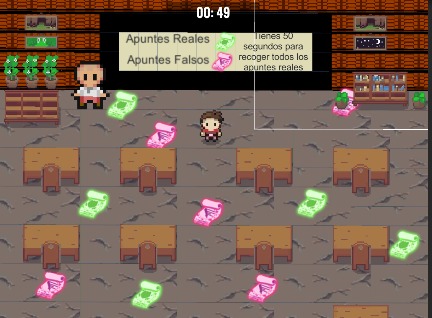 00: 49
Apuntes Reales
Apuntes Falsos
Tienes 50
segundos para
recoger todos los
apuntes reales